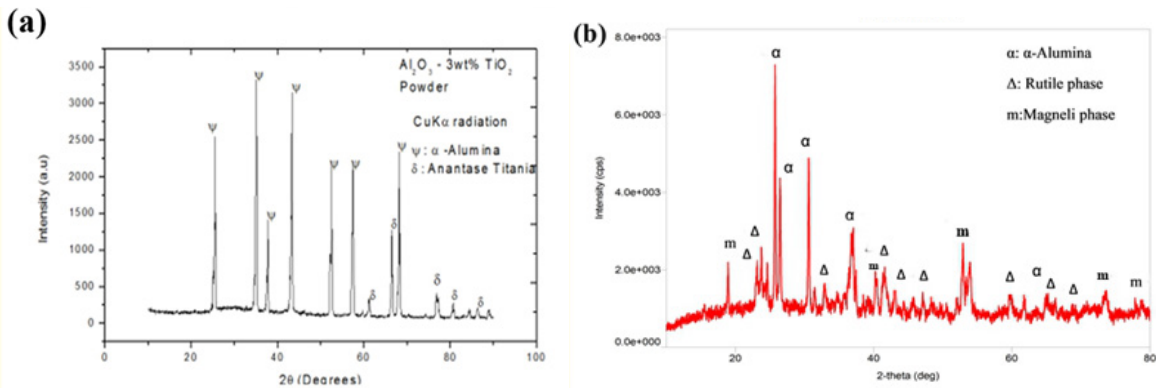 (a)
Al2O3 - 3wt% TiO2
Powder
CuKα radiation
ψ : α -Alumina
δ : Anantase Titania
ψ
ψ
ψ
ψ
ψ
ψ
ψ
δ
δ
δ
δ
δ
Intensity (a.u)
3500
3000
2500
2000
1500
1000
500
0
0
20
40
60
80
100
2θ (Degrees)
(b)
α: α-Alumina
Δ: Rutile phase
m:Magneli phase
α
α
α
α
α
m
Δ
Δ
Δ
m
Δ
Δ
Δ
m
Δ
Δ
Δ
m
m
Intensity (cps)
8.0e+003
6.0e+003
4.0e+003
2.0e+003
0.0e+000
20
40
60
80
2-theta (deg)